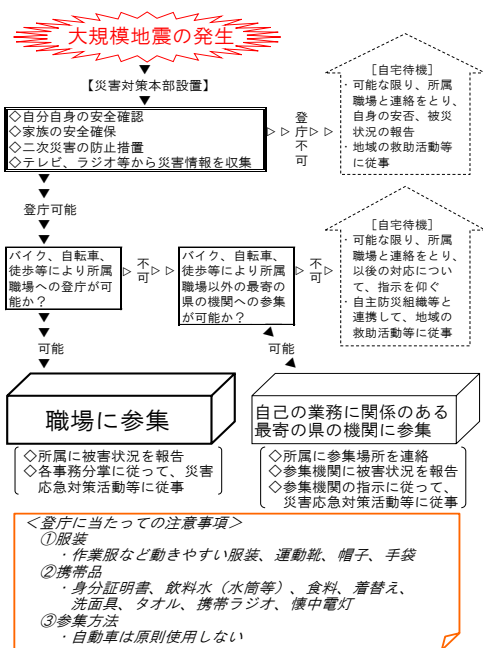 大規模地震の発生
【災害対策本部設置】
◇自分自身の安全確認
◇家族の安全確保
◇二次災害の防止措置
◇テレビ、ラジオ等から災害情報を収集
登庁不可
[自宅待機]
・可能な限り、所属
職場と連絡をとり、
自身の安否、被災
状況の報告
・地域の救助活動等
に従事
登庁可能
バイク、自転車、
徒歩等により所属
職場への登庁が可
能か？
不可
バイク、自転車、
徒歩等により所属
職場以外の最寄の
県の機関への参集
が可能か？
不可
[自宅待機]
・可能な限り、所属
職場と連絡をとり、
以後の対応につい
て、指示を仰ぐ
・自主防災組織等と
連携して、地域の
救助活動等に従事
可能
可能
職場に参集
自己の業務に関係のある
最寄の県の機関に参集
◇所属に被害状況を報告
◇各事務分掌に従って、災害
応急対策活動等に従事
◇所属に参集場所を連絡
◇参集機関に被害状況を報告
◇参集機関の指示に従って、
災害応急対策活動等に従事
＜登庁に当たっての注意事項＞
①服装
・作業服など動きやすい服装、運動靴、帽子、手袋
②携帯品
・身分証明書、飲料水（水筒等）、食料、着替え、
洗面具、タオル、携帯ラジオ、懐中電灯
③参集方法
・自動車は原則使用しない